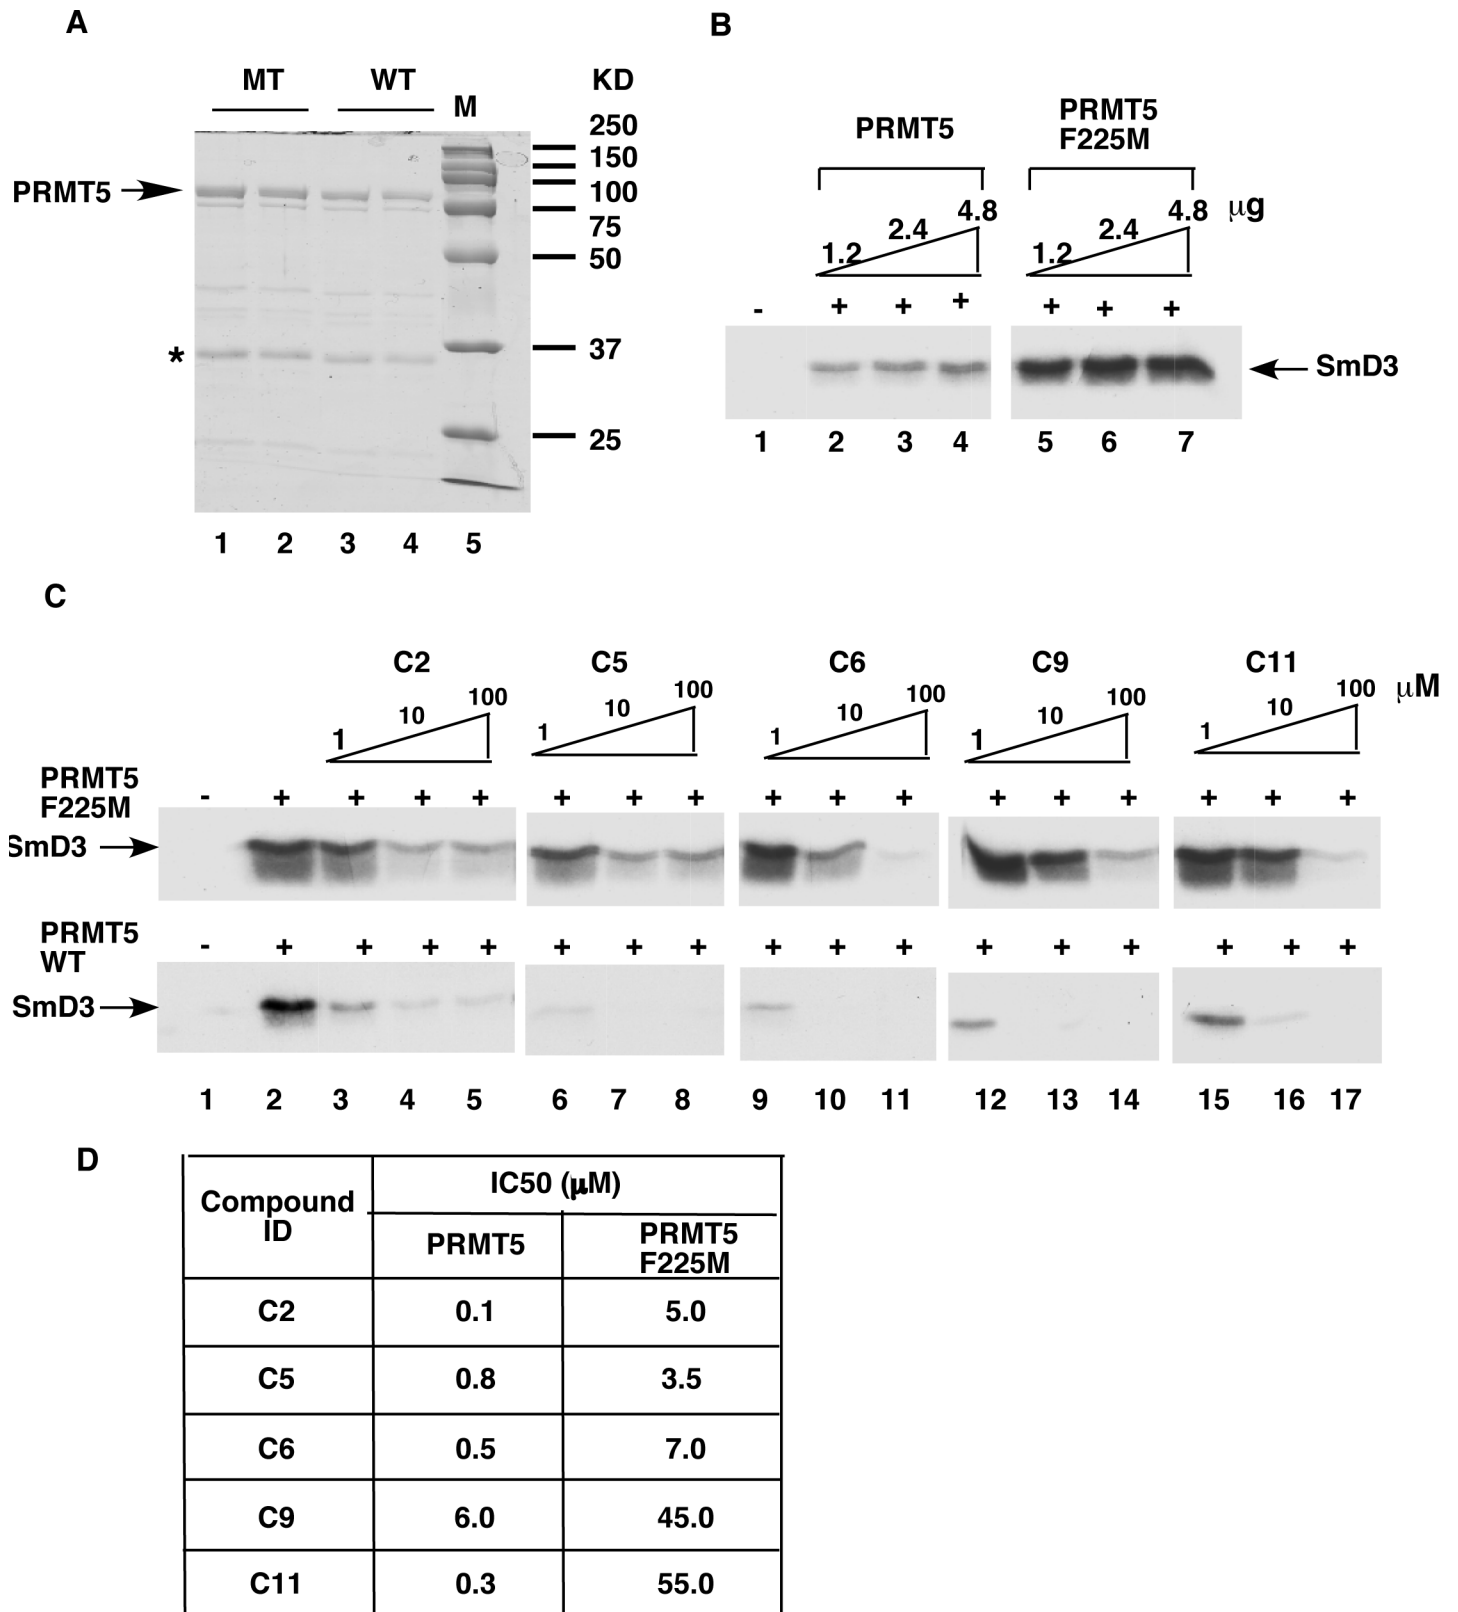 A
MT WT M KD
250
150
PRMT5 100
75
50
* 37
25
1 2 3 4 5
B
PRMT5 PRMT5
F225M
1.2 2.4 4.8 1.2 2.4 4.8 µg
- + + + + + +
SmD3
1 2 3 4 5 6 7
C
C2 C5 C6 C9 C11
1 10 100 1 10 100 1 10 100 1 10 100 1 10 100 µM
PRMT5
F225M - + + + + + + + + + + + + + + + +
SmD3
PRMT5
WT - + + + + + + + + + + + + + + + +
SmD3
1 2 3 4 5 6 7 8 9 10 11 12 13 14 15 16 17
D
Compound
ID
IC50 (µM)
PRMT5 PRMT5
F225M
C2 0.1 5.0
C5 0.8 3.5
C6 0.5 7.0
C9 6.0 45.0
C11 0.3 55.0